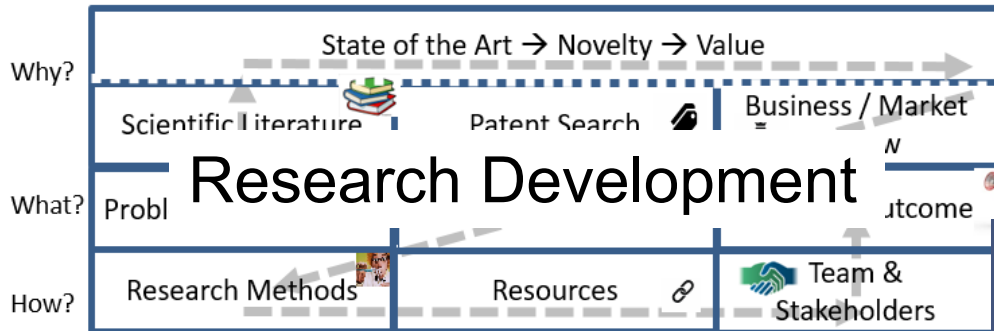 State of the Art → Novelty → Value
Why?
Scientific Literature
Patent Search
Business / Market
Research Development
What?
How?
Research Methods
Resources
Team &
Stakeholders